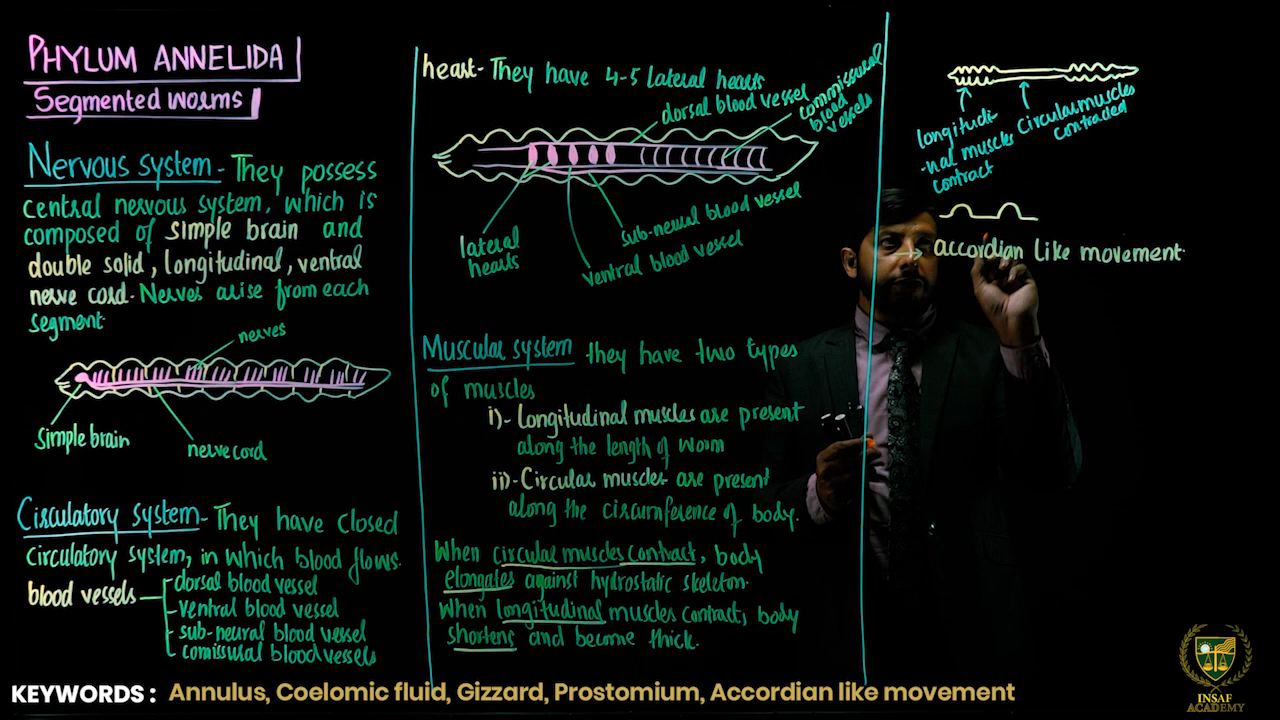 PHYLUM ANNELIDA
Segmented worms
Nervous system - They possess
central nervous system, which is
composed of simple brain and
double solid, longitudinal, ventral
nerve cord. Nerves arise from each
segment.
nerves
Simple brain
nerve cord
Circulatory system - They have closed
circulatory system, in which blood flows.
blood vessels
dorsal blood vessel
ventral blood vessel
sub-neural blood vessel
comissural blood vessels
heart - They have 4-5 lateral hearts
dorsal blood vessel
commissural
blood
vessels
lateral
hearts
sub-neural blood vessel
ventral blood vessel
Muscular system they have two types
of muscles
i)- Longitudinal muscles are present
along the length of worm
ii)- Circular muscles are present
along the circumference of body.
When circular muscles contract, body
elongates against hydrostatic skeleton.
When longitudinal muscles contract, body
shortens and become thick.
longitudi
-nal muscles
contract
Circular muscles
contracted
→ accordian like movement.
KEYWORDS : Annulus, Coelomic fluid, Gizzard, Prostomium, Accordian like movement
INSAF
ACADEMY